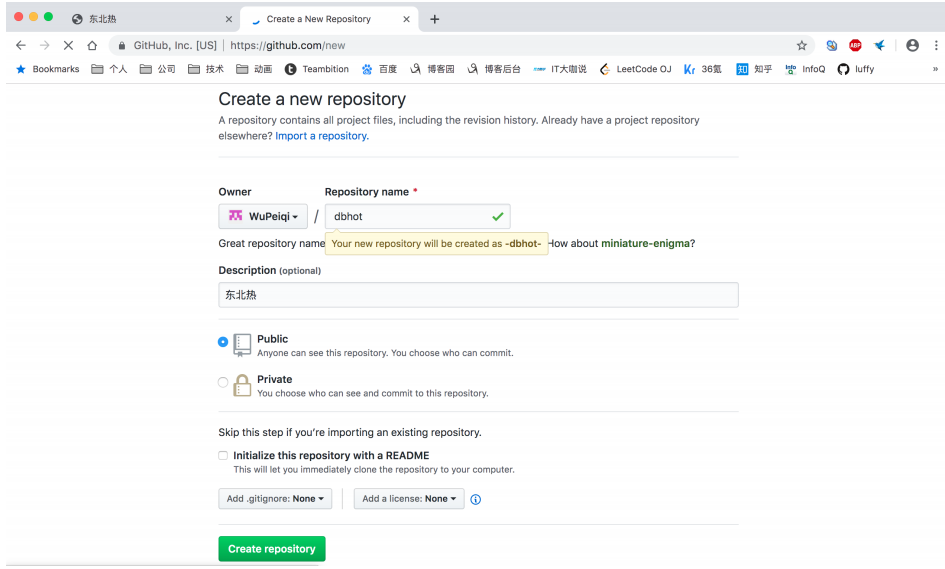 东北热
Create a New Repository
GitHub, Inc. [US] | https://github.com/new
Bookmarks 个人 公司 技术 动画 Teambition 百度 博客园 博客后台 IT大咖说 LeetCode OJ 36氪 知乎 InfoQ luffy »
Create a new repository
A repository contains all project files, including the revision history. Already have a project repository
elsewhere? Import a repository.
Owner Repository name *
WuPeiqi / dbhot
Great repository name
Your new repository will be created as -dbhot-
How about miniature-enigma?
Description (optional)
东北热
Public
Anyone can see this repository. You choose who can commit.
Private
You choose who can see and commit to this repository.
Skip this step if you’re importing an existing repository.
Initialize this repository with a README
This will let you immediately clone the repository to your computer.
Add .gitignore: None Add a license: None
Create repository